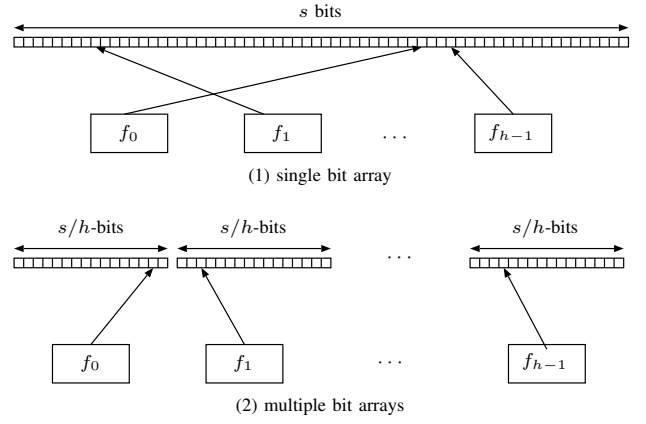 s bits
f₀ f₁ · · · fₕ₋₁
(1) single bit array
s/h-bits s/h-bits · · · s/h-bits
f₀ f₁ · · · fₕ₋₁
(2) multiple bit arrays